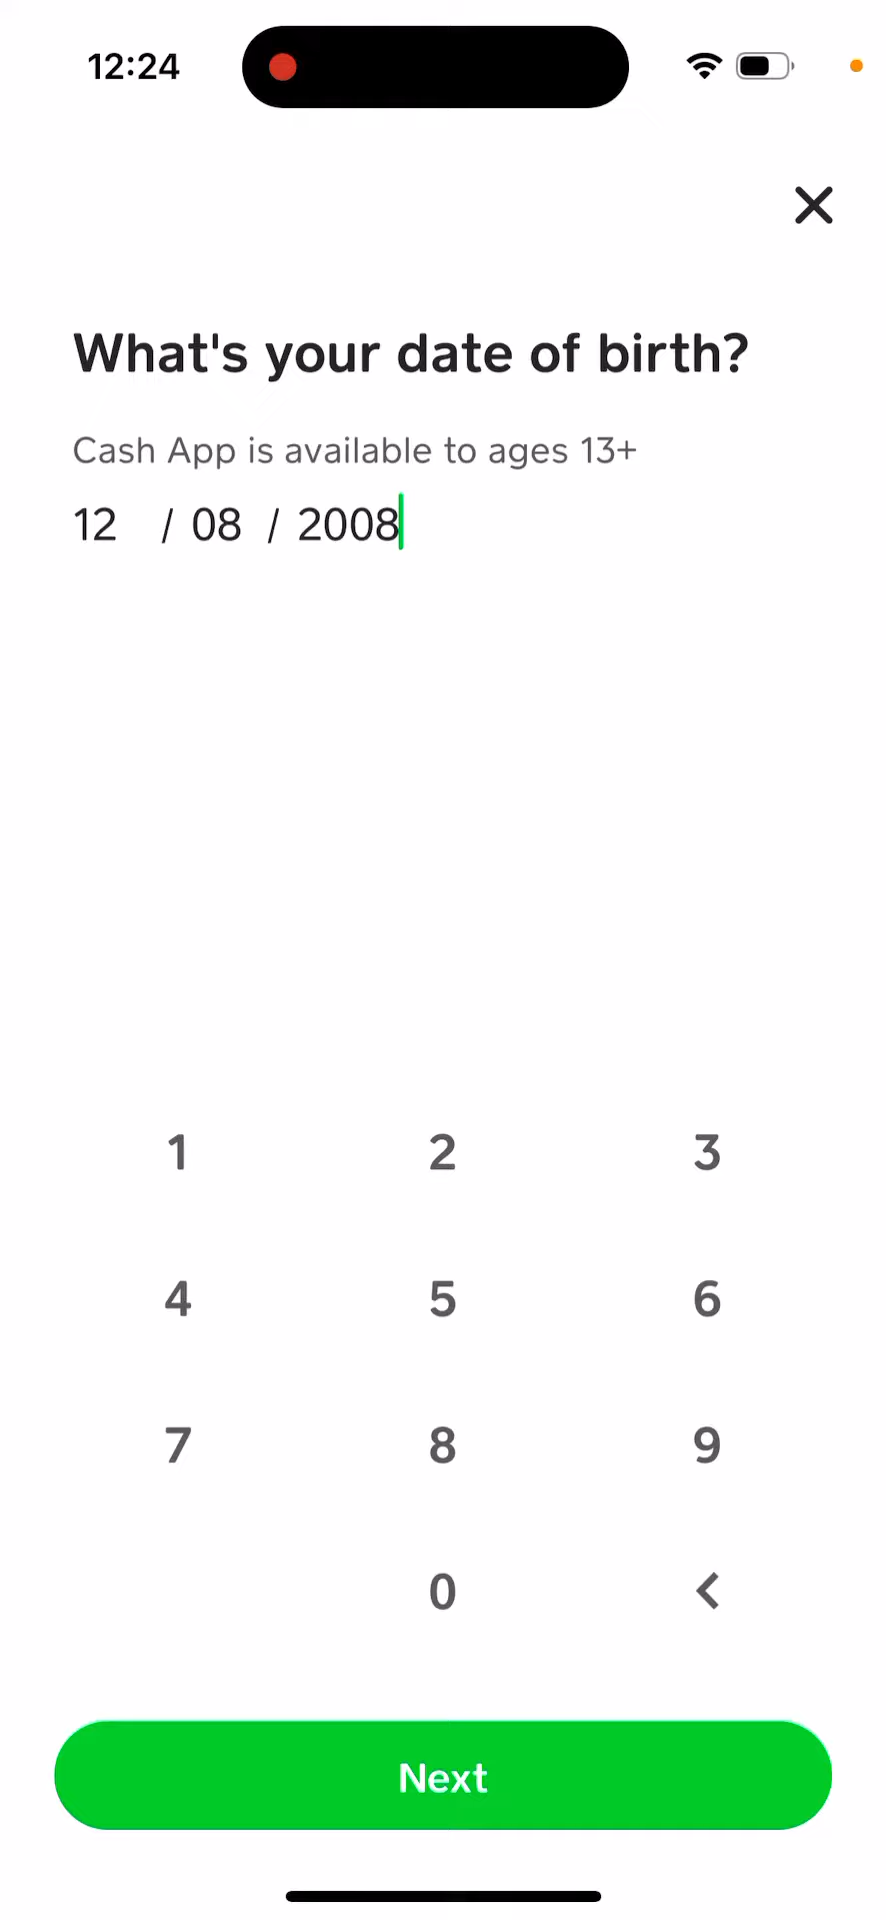 12:24
What's your date of birth?
Cash App is available to ages 13+
12 / 08 / 2008
1 2 3
4 5 6
7 8 9
0
Next